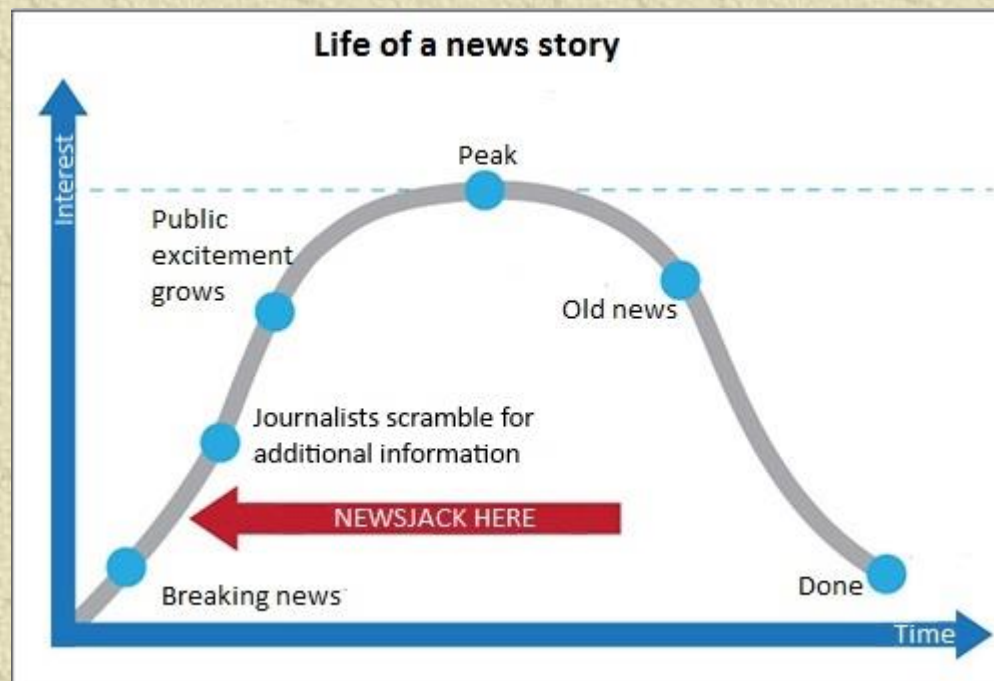 Life of a news story
Interest
Peak
Public
excitement
grows
Old news
Journalists scramble for
additional information
NEWSJACK HERE
Breaking news
Done
Time